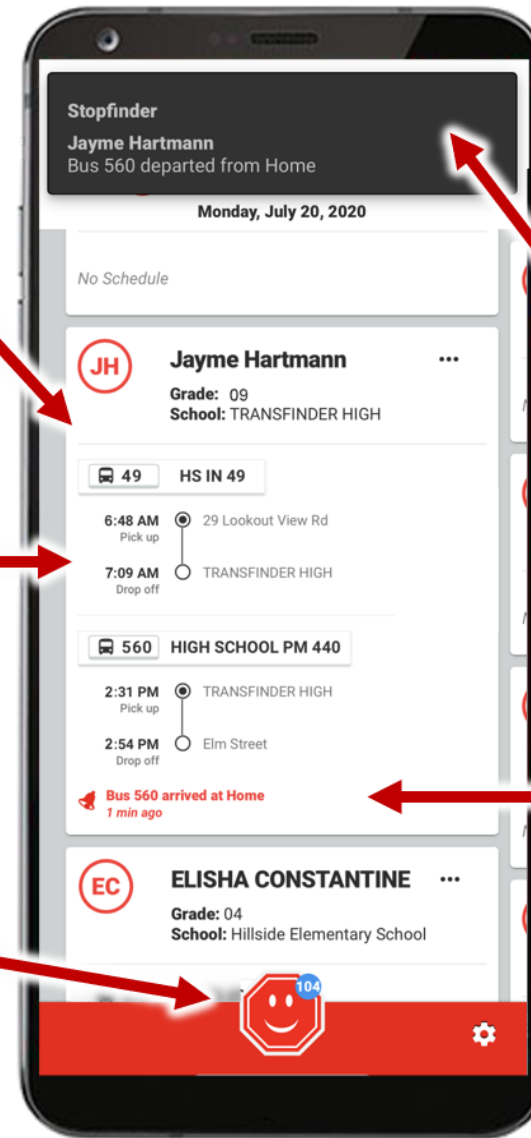 Stopfinder
Jayme Hartmann
Bus 560 departed from Home
Monday, July 20, 2020
No Schedule
JH
Jayme Hartmann
Grade: 09
School: TRANSFINDER HIGH
49 HS IN 49
6:48 AM 29 Lookout View Rd
Pick up
7:09 AM TRANSFINDER HIGH
Drop off
560 HIGH SCHOOL PM 440
2:31 PM TRANSFINDER HIGH
Pick up
2:54 PM Elm Street
Drop off
Bus 560 arrived at Home
1 min ago
EC
ELISHA CONSTANTINE
Grade: 04
School: Hillside Elementary School
104